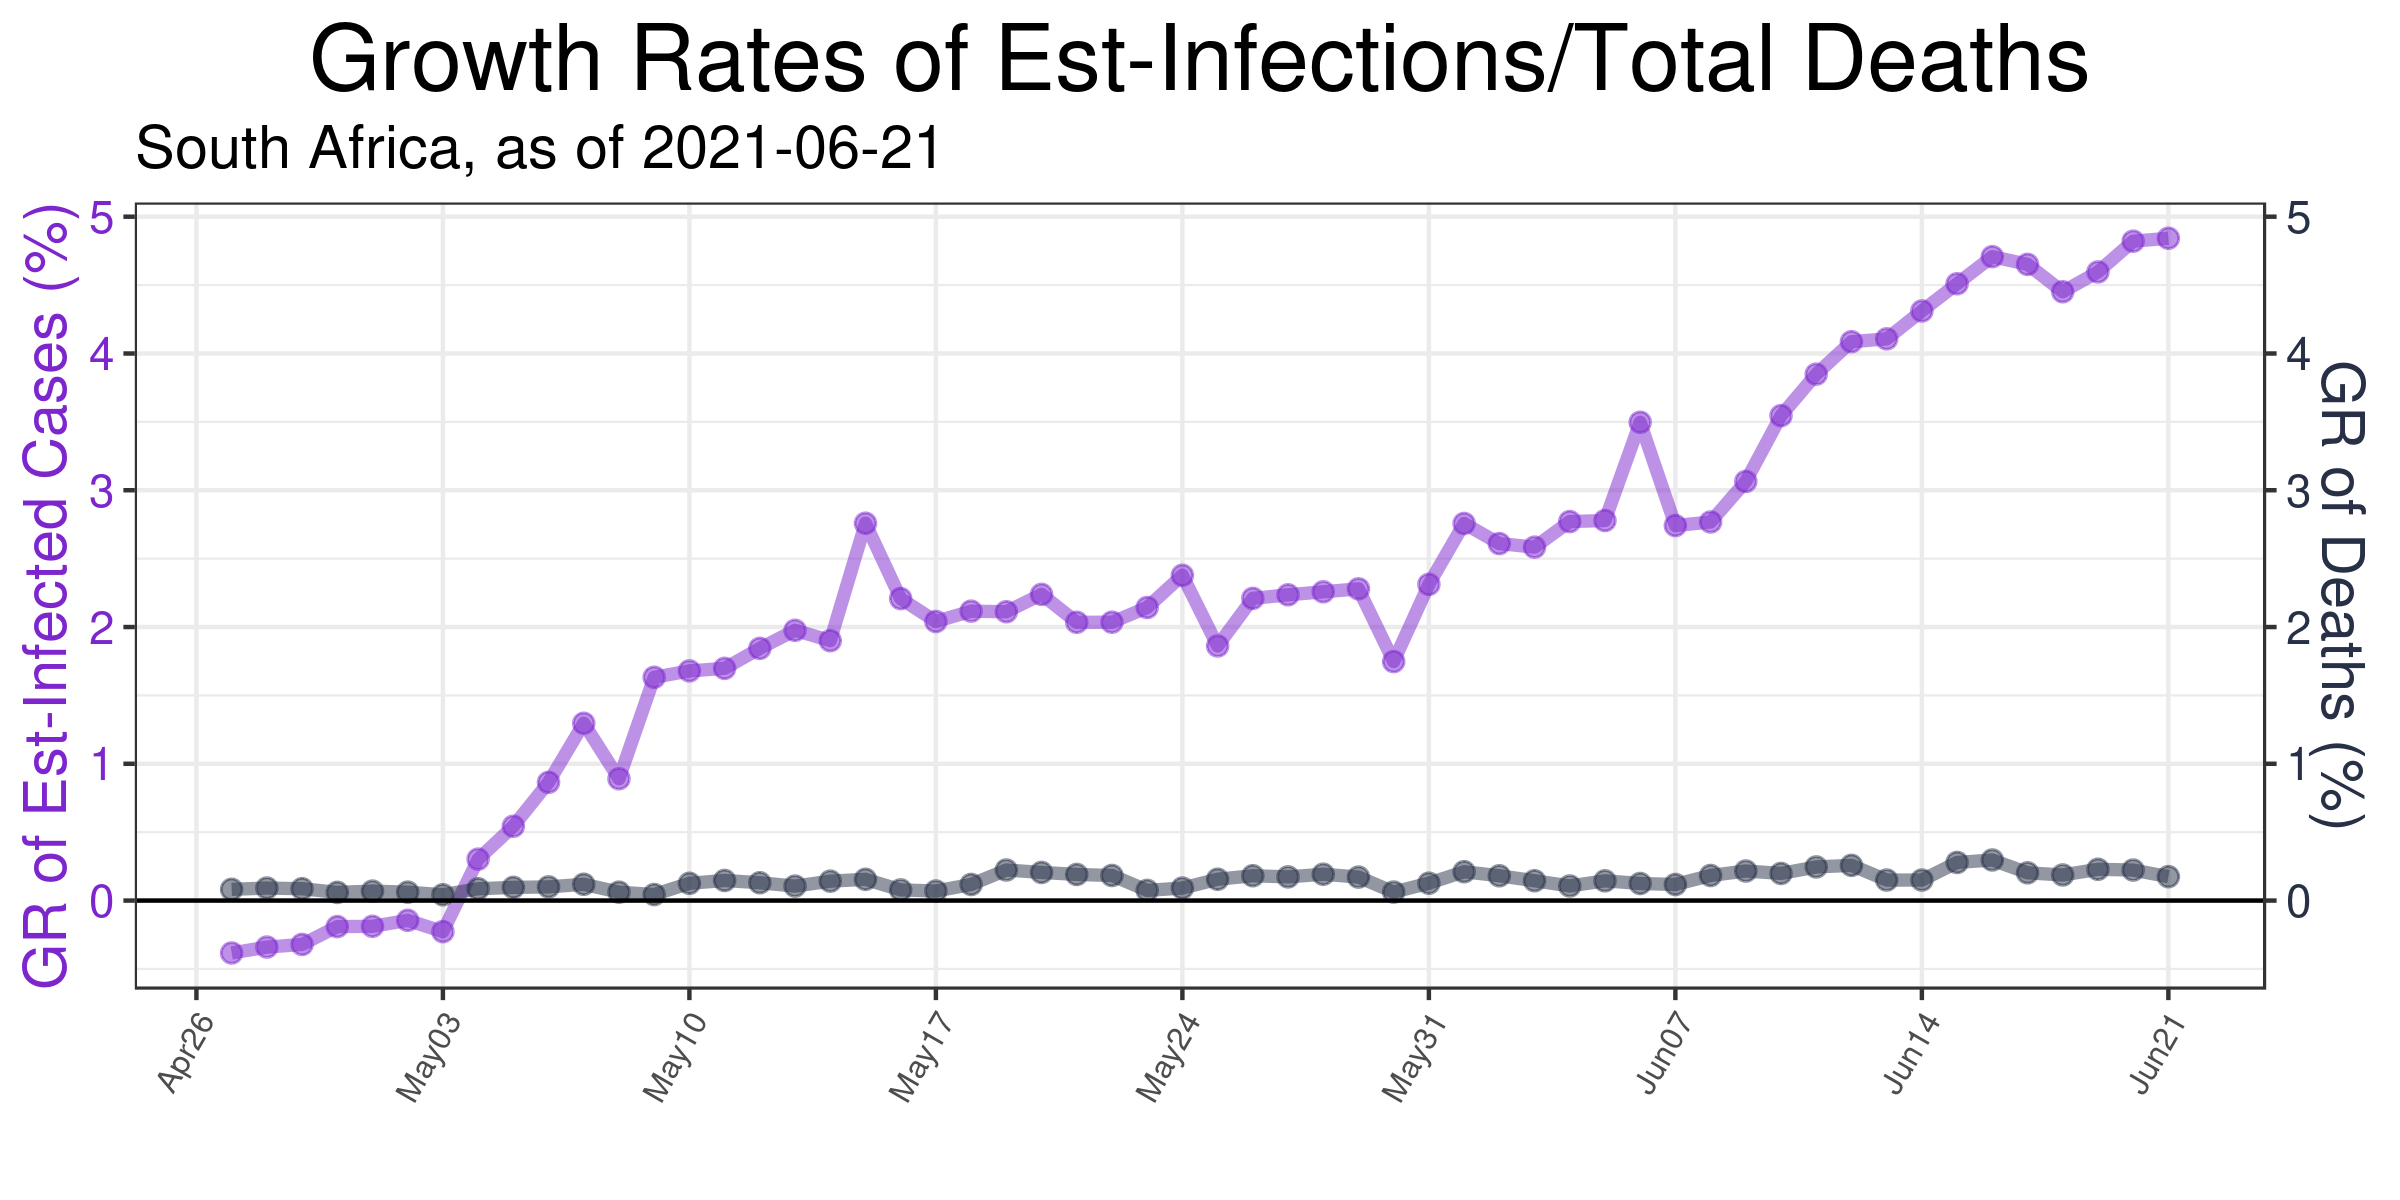 Growth Rates of Est-Infections/Total Deaths
South Africa, as of 2021-06-21
GR of Est-Infected Cases (%)
5
4
3
2
1
0
5
4
3
2
1
0
GR of Deaths (%)
Apr26
May03
May10
May17
May24
May31
Jun07
Jun14
Jun21